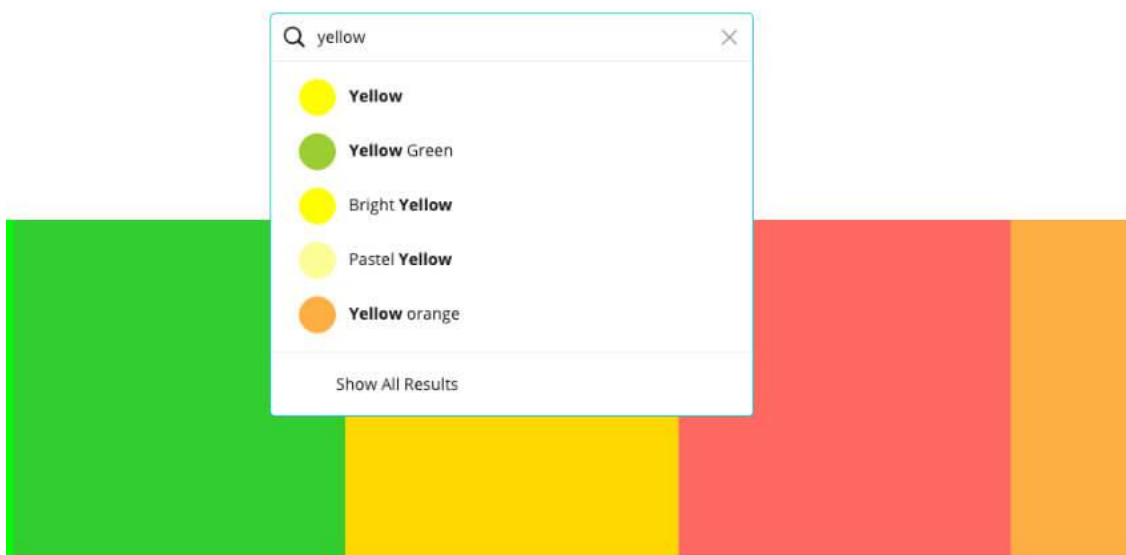 yellow
Yellow
Yellow Green
Bright Yellow
Pastel Yellow
Yellow orange
Show All Results